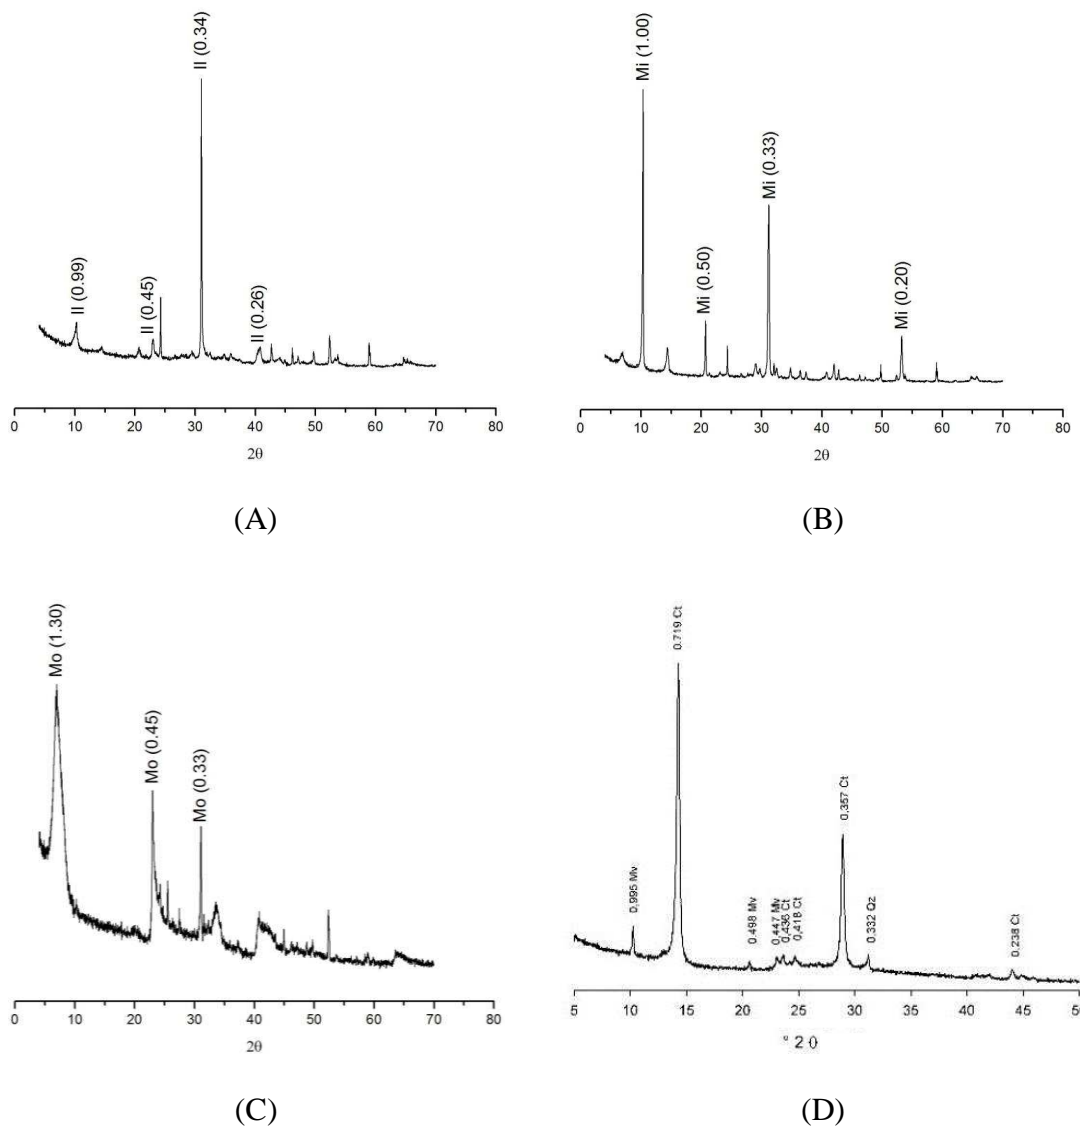 Il (0.99)
Il (0.45)
Il (0.34)
Il (0.26)
0 10 20 30 40 50 60 70 80
2θ
(A)
Mi (1.00)
Mi (0.50)
Mi (0.33)
Mi (0.20)
0 10 20 30 40 50 60 70 80
2θ
(B)
Mo (1.30)
Mo (0.45)
Mo (0.33)
0 10 20 30 40 50 60 70 80
2θ
(C)
0,995 Mv
0.719 Ct
0.498 Mv
0,447 Mv
0,436 Ct
0,418 Ct
0,357 Ct
0.332 Qz
0,238 Ct
5 10 15 20 25 30 35 40 45 50
° 2 θ
(D)